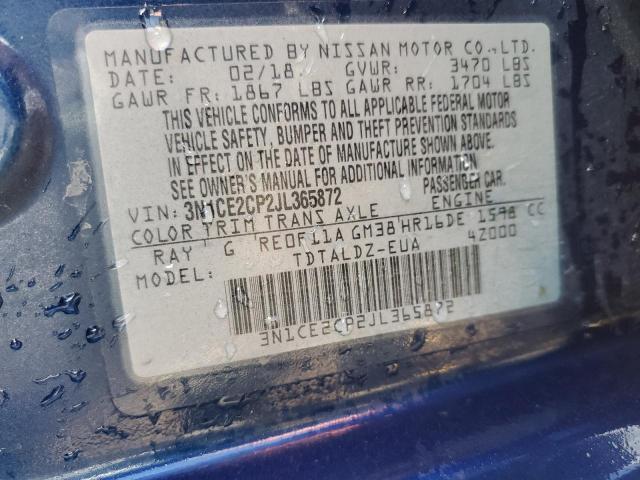 MANUFACTURED BY NISSAN MOTOR CO.,LTD.
DATE: 02/18 GVWR: 3470 LBS
GAWR FR: 1867 LBS GAWR RR: 1704 LBS
THIS VEHICLE CONFORMS TO ALL APPLICABLE FEDERAL MOTOR
VEHICLE SAFETY, BUMPER AND THEFT PREVENTION STANDARDS
IN EFFECT ON THE DATE OF MANUFACTURE SHOWN ABOVE.
SEE OWNER'S MANUAL FOR ADDITIONAL INFORMATION
VIN: 3N1CE2CP2JL365872 PASSENGER CAR
COLOR TRIM TRANS AXLE ENGINE
RAY G RE0F11A GM38 HR16DE 1598 CC
MODEL: TDTALDZ-EUA 42000
3N1CE2CP2JL365872